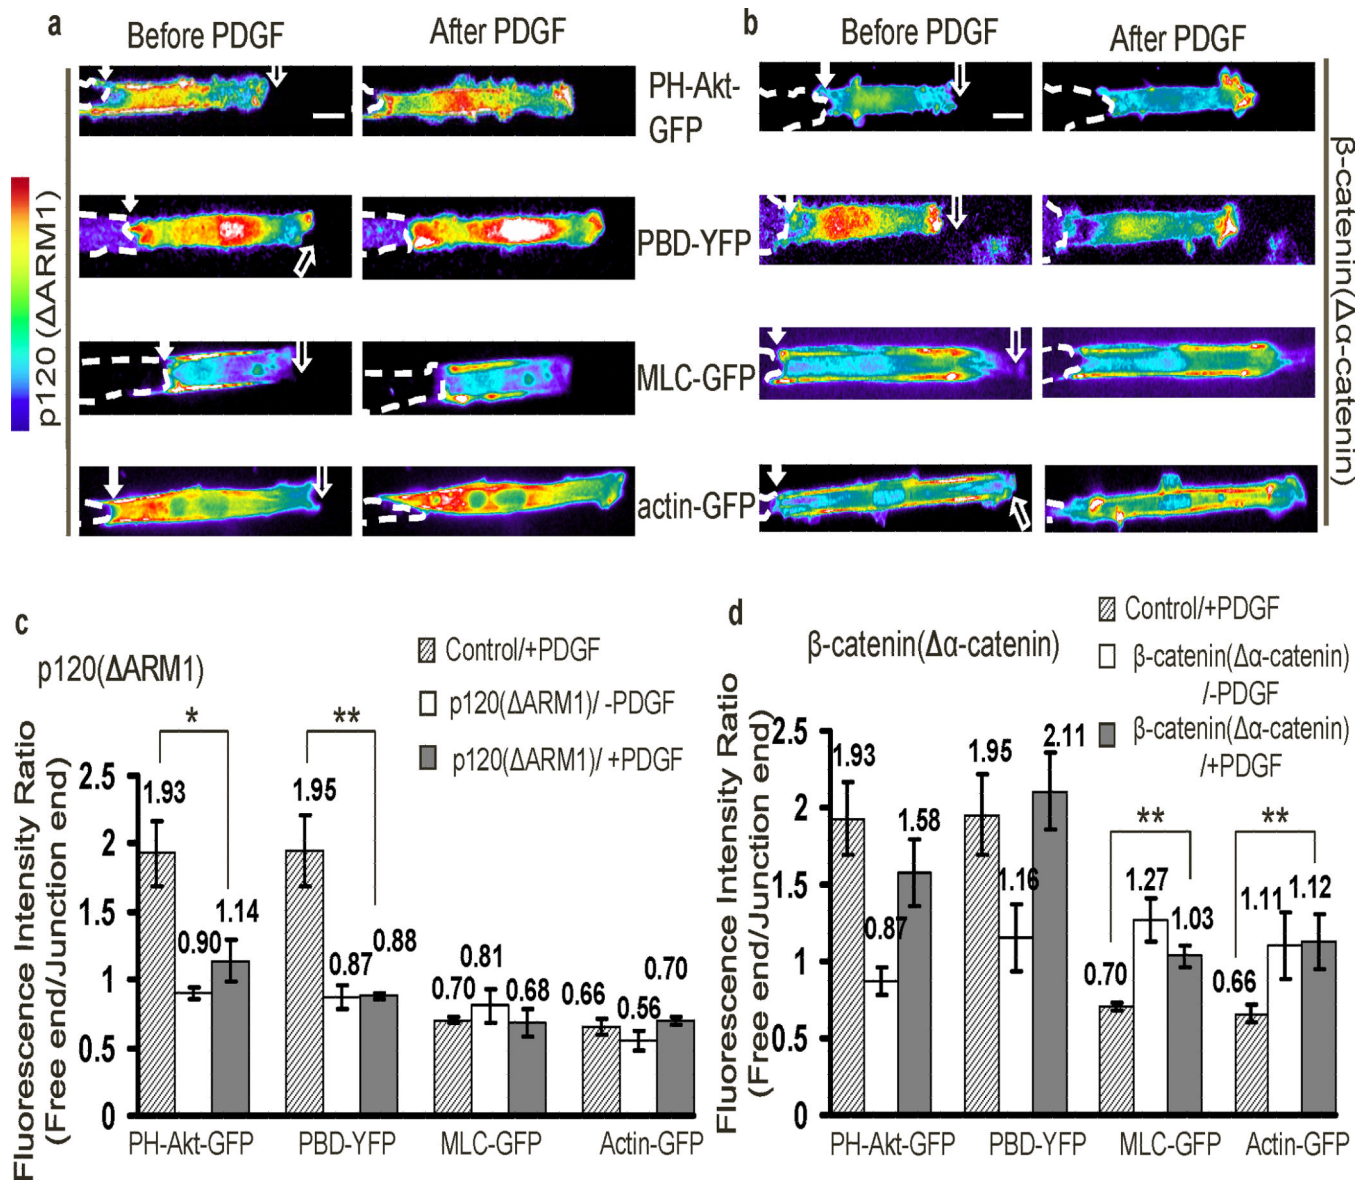 a
Before PDGF
After PDGF
b
Before PDGF
After PDGF
p120 (ΔARM1)
PH-Akt-
GFP
PBD-YFP
MLC-GFP
actin-GFP
β-catenin(Δα-catenin)
c
p120(ΔARM1)
Control/+PDGF
p120(ΔARM1)/ -PDGF
p120(ΔARM1)/ +PDGF
Fluorescence Intensity Ratio
(Free end/Junction end)
2.5
2
1.5
1
0.5
0
*
**
1.93
0.90
1.14
1.95
0.87
0.88
0.70
0.81
0.68
0.66
0.56
0.70
PH-Akt-GFP
PBD-YFP
MLC-GFP
Actin-GFP
d
β-catenin(Δα-catenin)
Control/+PDGF
β-catenin(Δα-catenin)
/-PDGF
β-catenin(Δα-catenin)
/+PDGF
Fluorescence Intensity Ratio
(Free end/Junction end)
2.5
2
1.5
1
0.5
0
**
**
1.93
0.87
1.58
1.95
1.16
2.11
0.70
1.27
1.03
0.66
1.11
1.12
PH-Akt-GFP
PBD-YFP
MLC-GFP
Actin-GFP